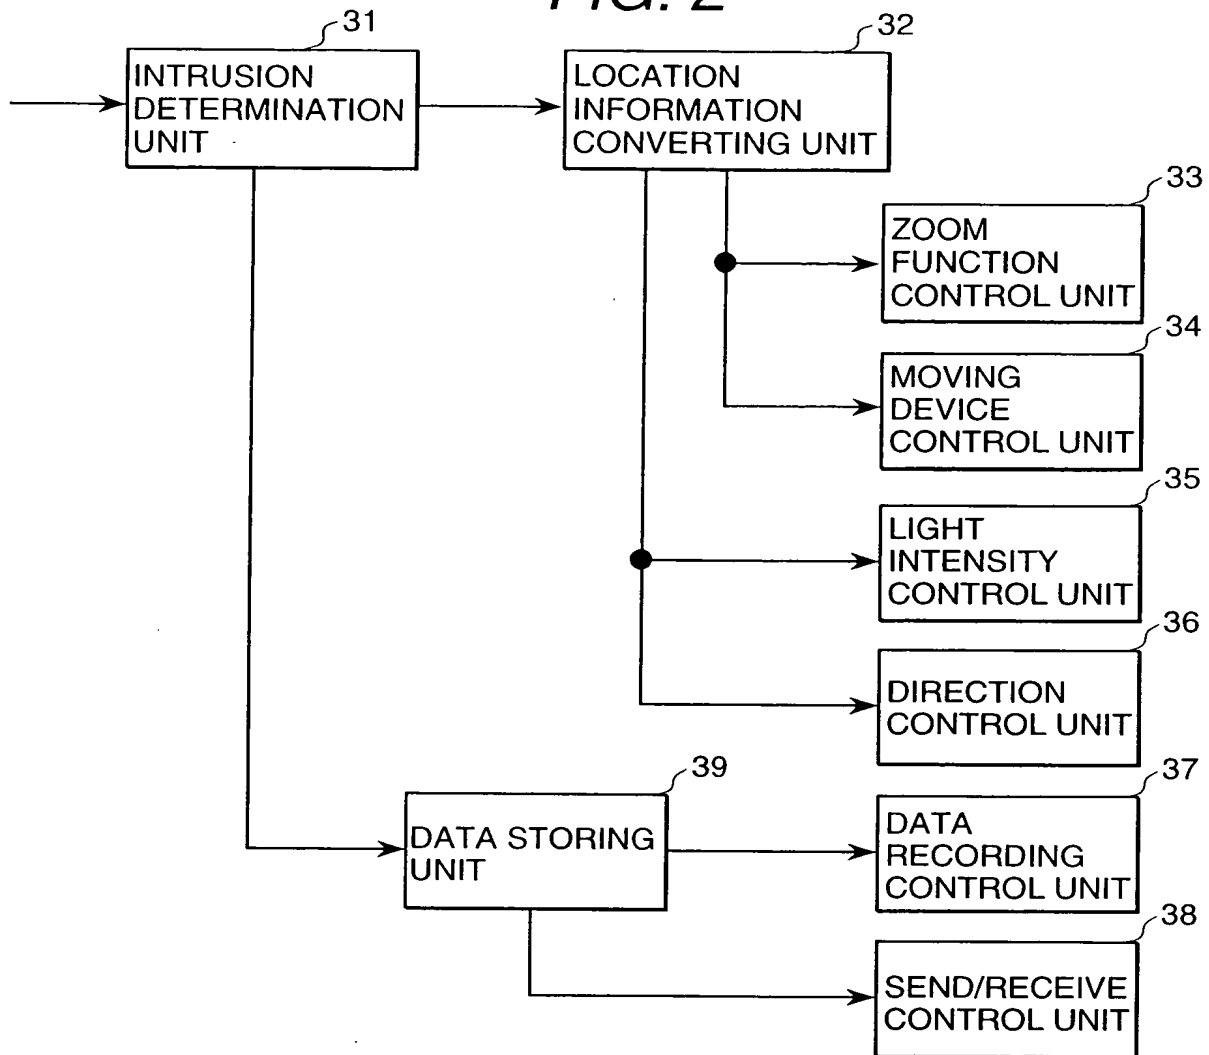 FIG. 2
31
INTRUSION
DETERMINATION
UNIT
32
LOCATION
INFORMATION
CONVERTING UNIT
33
ZOOM
FUNCTION
CONTROL UNIT
34
MOVING
DEVICE
CONTROL UNIT
35
LIGHT
INTENSITY
CONTROL UNIT
36
DIRECTION
CONTROL UNIT
39
DATA STORING
UNIT
37
DATA
RECORDING
CONTROL UNIT
38
SEND/RECEIVE
CONTROL UNIT